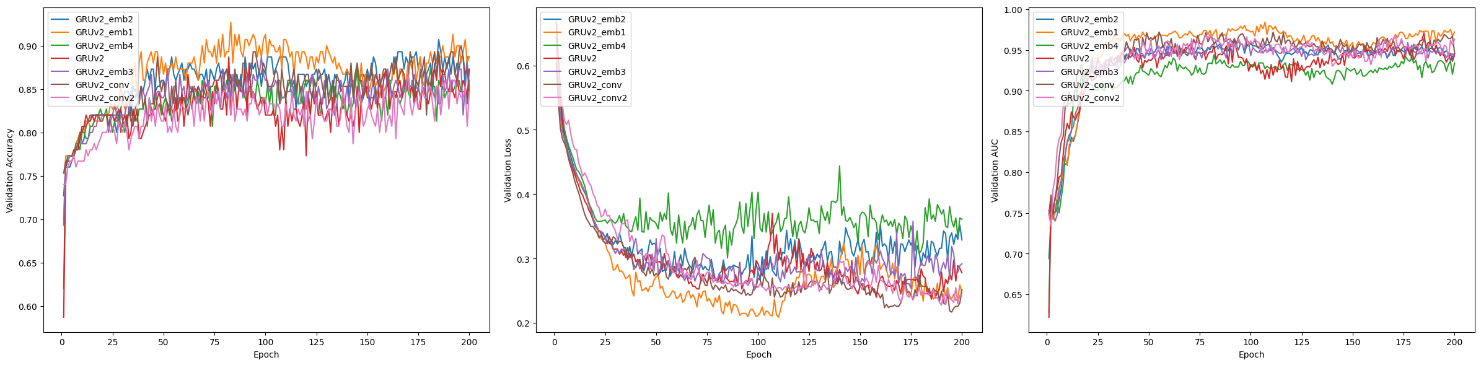 GRUv2_emb2
GRUv2_emb1
GRUv2_emb4
GRUv2
GRUv2_emb3
GRUv2_conv
GRUv2_conv2
0.90
0.85
0.80
0.75
0.70
0.65
0.60
Validation Accuracy
0 25 50 75 100 125 150 175 200
Epoch
GRUv2_emb2
GRUv2_emb1
GRUv2_emb4
GRUv2
GRUv2_emb3
GRUv2_conv
GRUv2_conv2
0.6
0.5
0.4
0.3
0.2
Validation Loss
0 25 50 75 100 125 150 175 200
Epoch
GRUv2_emb2
GRUv2_emb1
GRUv2_emb4
GRUv2
GRUv2_emb3
GRUv2_conv
GRUv2_conv2
1.00
0.95
0.90
0.85
0.80
0.75
0.70
0.65
Validation AUC
0 25 50 75 100 125 150 175 200
Epoch